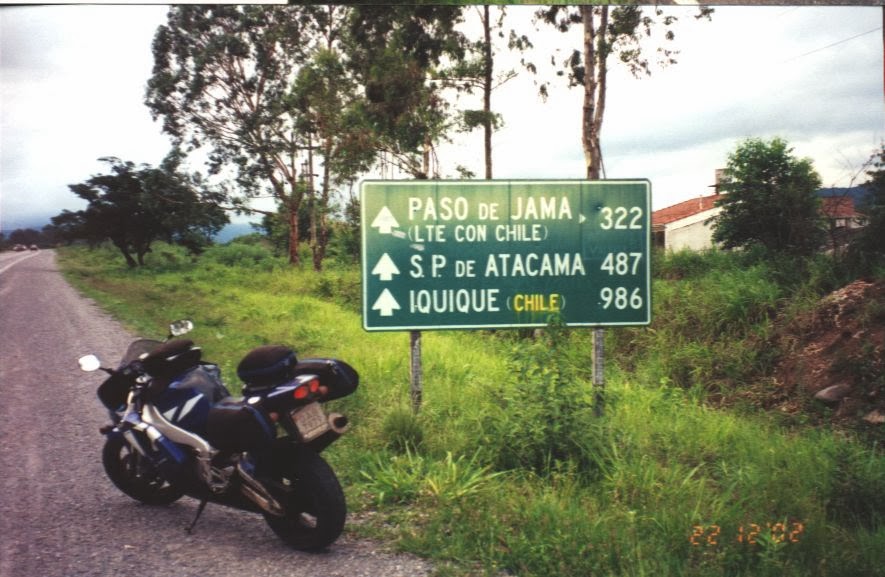 PASO DE JAMA 322
(LTE CON CHILE)
S.P. DE ATACAMA 487
IQUIQUE (CHILE) 986
22 12 '02